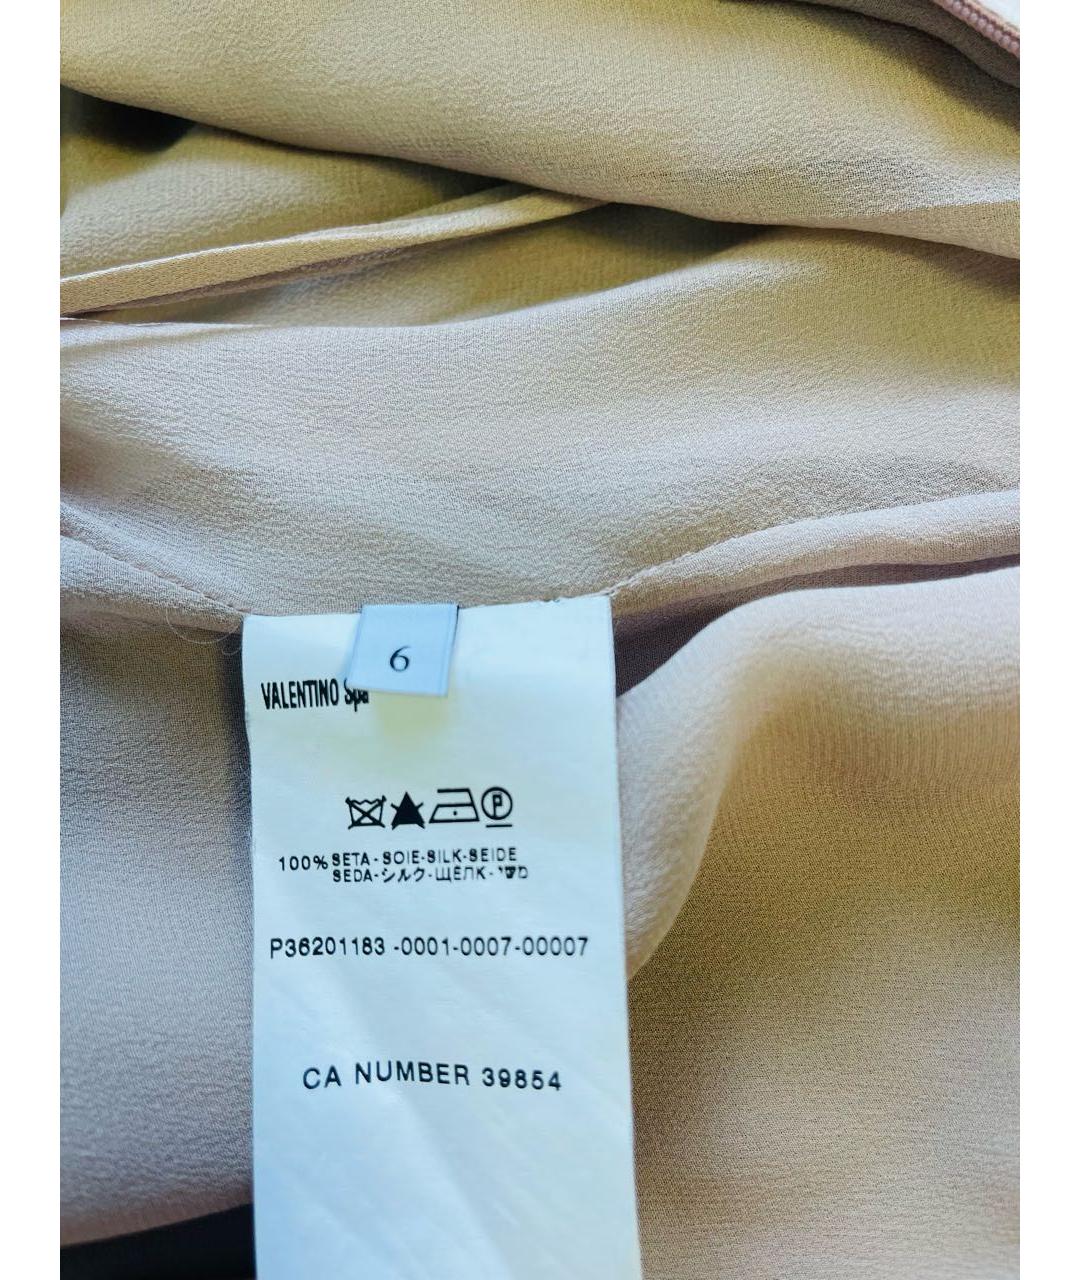 6
VALENTINO Spa
P
100% SETA-SOIE-SILK-SEIDE
SEDA-シルク-ЩЁЛК-משי
P36201183 -0001-0007-00007
CA NUMBER 39854